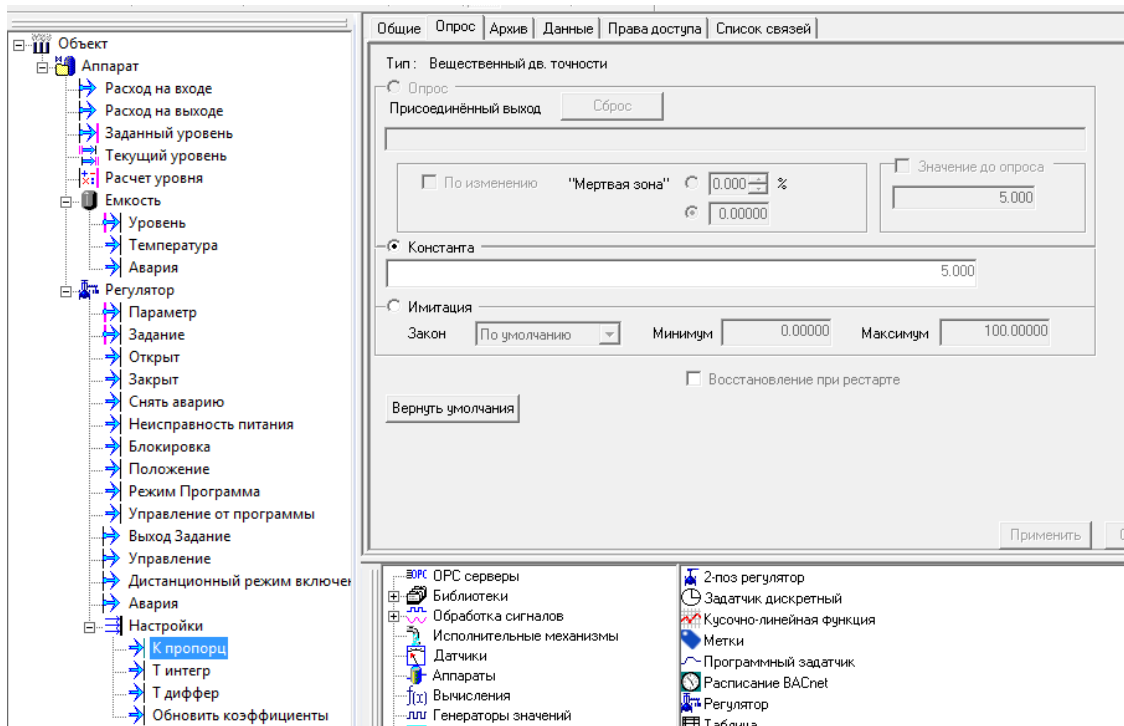 Объект
Аппарат
Расход на входе
Расход на выходе
Заданный уровень
Текущий уровень
Расчет уровня
Емкость
Уровень
Температура
Авария
Регулятор
Параметр
Задание
Открыт
Закрыт
Снять аварию
Неисправность питания
Блокировка
Положение
Режим Программа
Управление от программы
Выход Задание
Управление
Дистанционный режим включен
Авария
Настройки
К пропорц
Т интегр
Т диффер
Обновить коэффициенты
Общие Опрос Архив Данные Права доступа Список связей
Тип : Вещественный дв. точности
Опрос
Присоединённый выход Сброс
По изменению "Мертвая зона" 0.000 %
0.00000
Значение до опроса
5.000
Константа
5.000
Имитация
Закон По умолчанию Минимум 0.00000 Максимум 100.00000
Восстановление при рестарте
Вернуть умолчания
Применить
OPC OPC серверы
Библиотеки
Обработка сигналов
Исполнительные механизмы
Датчики
Аппараты
f(x) Вычисления
Генераторы значений
2-поз регулятор
Задатчик дискретный
Кусочно-линейная функция
Метки
Программный задатчик
Расписание BACnet
Регулятор
Таблица